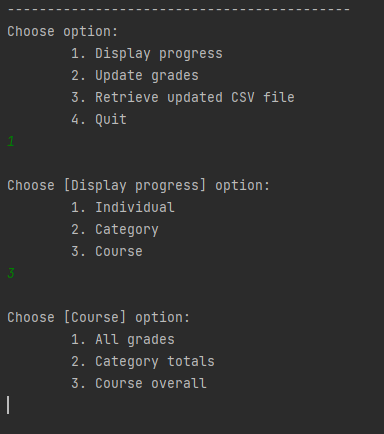 -------------------------------------------
Choose option:
1. Display progress
2. Update grades
3. Retrieve updated CSV file
4. Quit
1
Choose [Display progress] option:
1. Individual
2. Category
3. Course
3
Choose [Course] option:
1. All grades
2. Category totals
3. Course overall